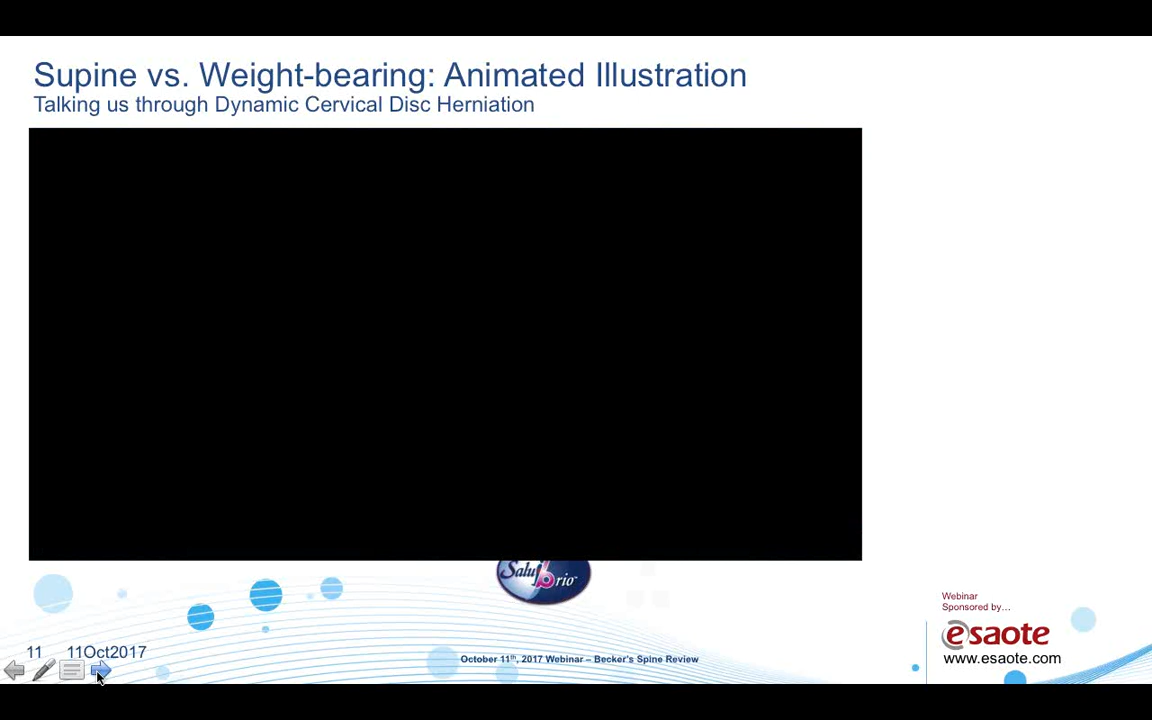 Supine vs. Weight-bearing: Animated Illustration
Talking us through Dynamic Cervical Disc Herniation
Salubrio
Webinar
Sponsored by...
esaote
www.esaote.com
11 11Oct2017
October 11th, 2017 Webinar – Becker's Spine Review